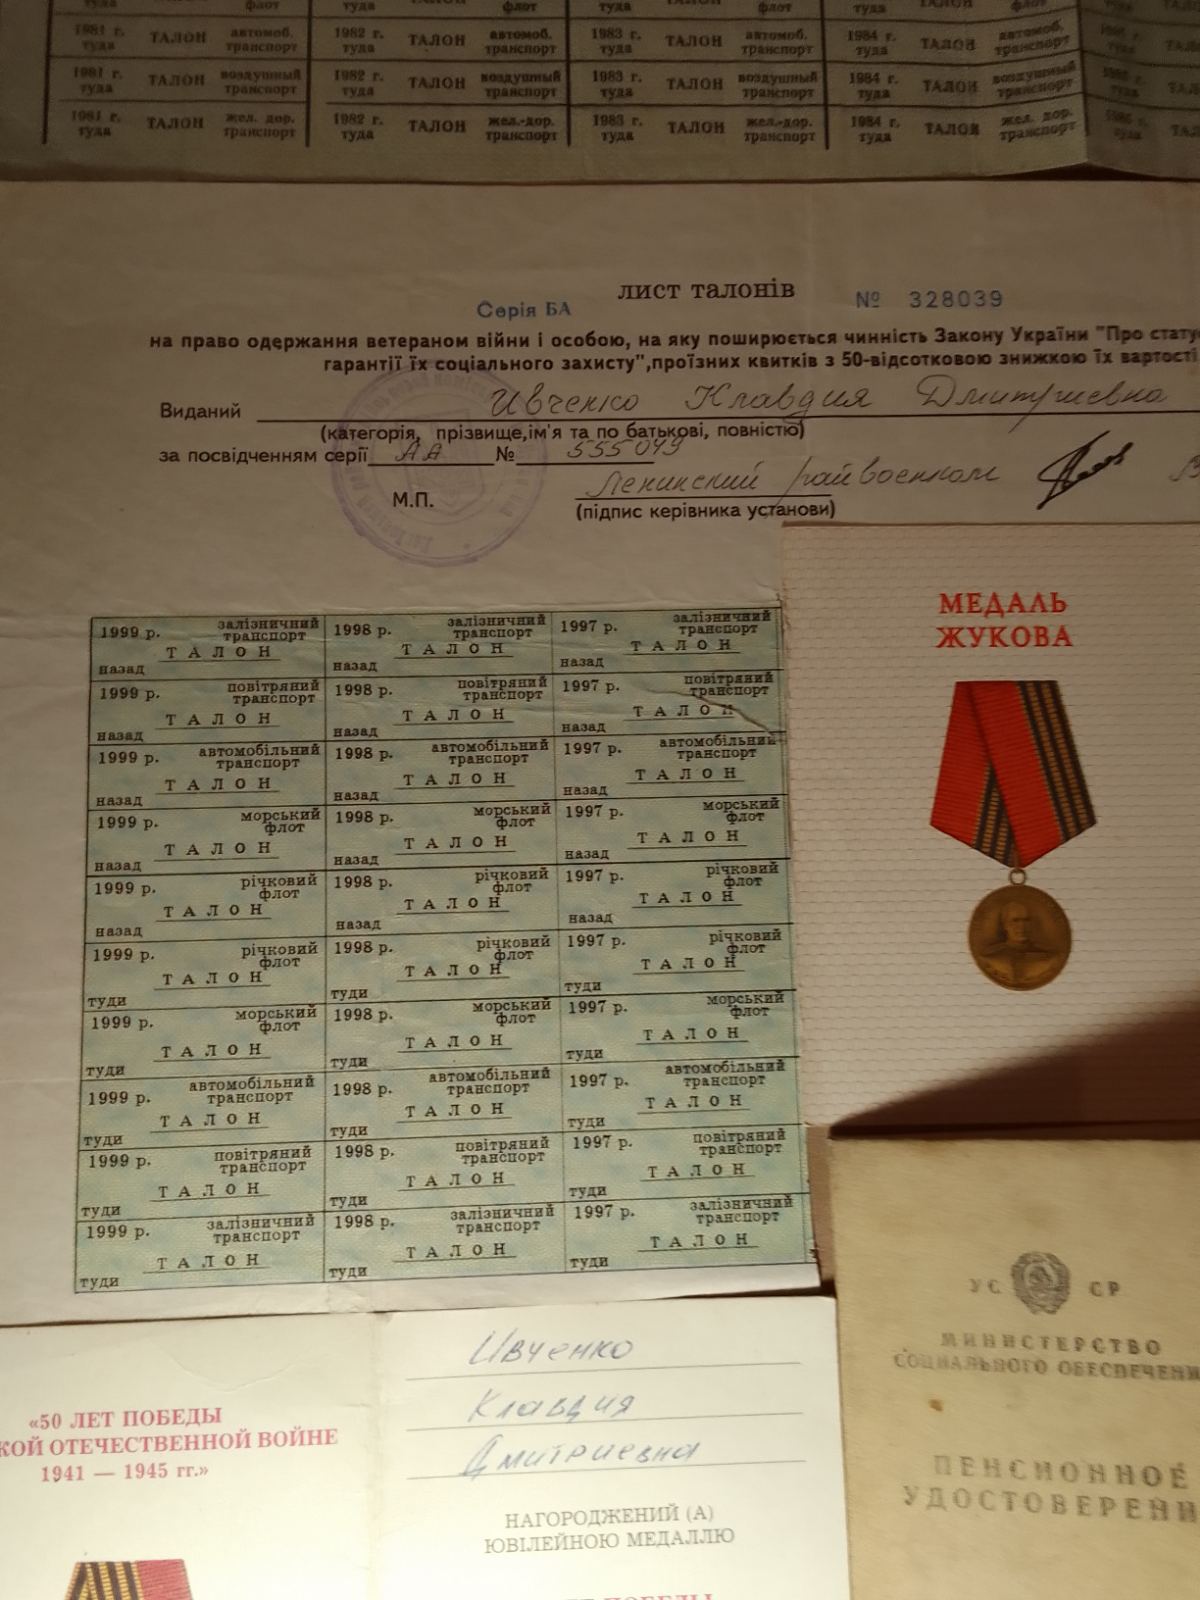 1981 г. ТАЛОН автомоб. 1982 г. ТАЛОН автомоб. 1983 г. ТАЛОН автомоб. 1984 г. ТАЛОН автомоб.
туда транспорт туда транспорт туда транспорт туда транспорт
1981 г. ТАЛОН воздушный 1982 г. ТАЛОН воздушный 1983 г. ТАЛОН воздушный 1984 г. ТАЛОН воздушный
туда транспорт туда транспорт туда транспорт туда транспорт
1981 г. ТАЛОН жел. дор. 1982 г. ТАЛОН жел.-дор. 1983 г. ТАЛОН жел.-дор. 1984 г. ТАЛОН жел. дор.
туда транспорт туда транспорт туда транспорт туда транспорт
лист талонів
Серія БА № 328039
на право одержання ветераном війни і особою, на яку поширюється чинність Закону України "Про стату
гарантії їх соціального захисту",проїзних квитків з 50-відсотковою знижкою їх вартості
Виданий Ивченко Клавдия Дмитриевна
(категорія, прізвище,ім'я та по батькові, повністю)
за посвідченням серії АА № 555049
Ленинский райвоенком
М.П. (підпис керівника установи)
1999 р. залізничний 1998 р. залізничний 1997 р. залізничний
транспорт транспорт транспорт
ТАЛОН ТАЛОН ТАЛОН
назад назад назад
1999 р. повітряний 1998 р. повітряний 1997 р. повітряний
транспорт транспорт транспорт
ТАЛОН ТАЛОН ТАЛОН
назад назад назад
1999 р. автомобільний 1998 р. автомобільний 1997 р. автомобільний
транспорт транспорт транспорт
ТАЛОН ТАЛОН ТАЛОН
назад назад назад
1999 р. морський 1998 р. морський 1997 р. морський
флот флот флот
ТАЛОН ТАЛОН ТАЛОН
назад назад назад
1999 р. річковий 1998 р. річковий 1997 р. річковий
флот флот флот
ТАЛОН ТАЛОН ТАЛОН
назад назад назад
1999 р. річковий 1998 р. річковий 1997 р. річковий
флот флот флот
ТАЛОН ТАЛОН ТАЛОН
туди туди туди
1999 р. морський 1998 р. морський 1997 р. морський
флот флот флот
ТАЛОН ТАЛОН ТАЛОН
туди туди туди
1999 р. автомобільний 1998 р. автомобільний 1997 р. автомобільний
транспорт транспорт транспорт
ТАЛОН ТАЛОН ТАЛОН
туди туди туди
1999 р. повітряний 1998 р. повітряний 1997 р. повітряний
транспорт транспорт транспорт
ТАЛОН ТАЛОН ТАЛОН
туди туди туди
1999 р. залізничний 1998 р. залізничний 1997 р. залізничний
транспорт транспорт транспорт
ТАЛОН ТАЛОН ТАЛОН
туди туди туди
МЕДАЛЬ
ЖУКОВА
УС СР
МИНИСТЕРСТВО
СОЦИАЛЬНОГО ОБЕСПЕЧЕНИ
ПЕНСИОННОЕ
УДОСТОВЕРЕНИ
«50 ЛЕТ ПОБЕДЫ
КОЙ ОТЕЧЕСТВЕННОЙ ВОЙНЕ
1941 — 1945 гг.»
Ивченко
Клавдия
Дмитриевна
НАГОРОДЖЕНИЙ (А)
ЮВІЛЕЙНОЮ МЕДАЛЛЮ